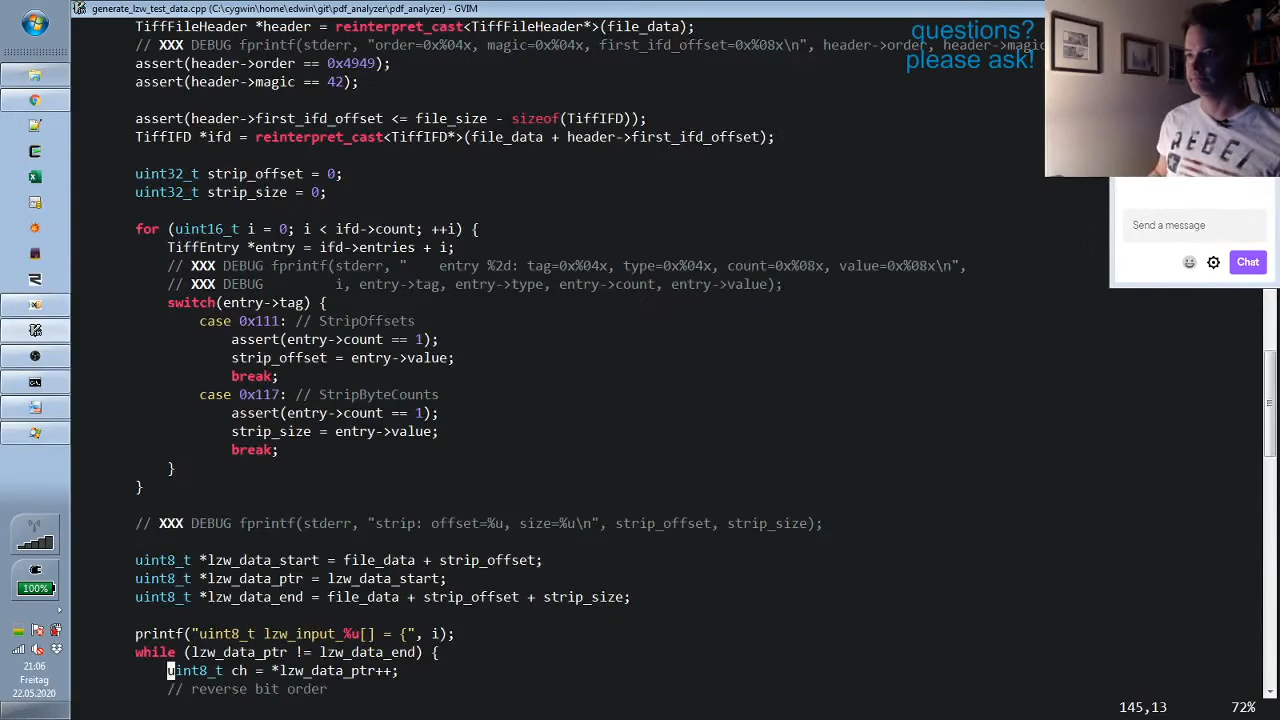 generate_lzw_test_data.cpp (C:\cygwin\home\edwin\git\pdf_analyzer\pdf_analyzer) - GVIM
TiffFileHeader *header = reinterpret_cast<TiffFileHeader*>(file_data);
// XXX DEBUG fprintf(stderr, "order=0x%04x, magic=0x%04x, first_ifd_offset=0x%08x\n", header->order, header->magic
assert(header->order == 0x4949);
assert(header->magic == 42);
assert(header->first_ifd_offset <= file_size - sizeof(TiffIFD));
TiffIFD *ifd = reinterpret_cast<TiffIFD*>(file_data + header->first_ifd_offset);
uint32_t strip_offset = 0;
uint32_t strip_size = 0;
for (uint16_t i = 0; i < ifd->count; ++i) {
TiffEntry *entry = ifd->entries + i;
// XXX DEBUG fprintf(stderr, "    entry %2d: tag=0x%04x, type=0x%04x, count=0x%08x, value=0x%08x\n",
// XXX DEBUG         i, entry->tag, entry->type, entry->count, entry->value);
switch(entry->tag) {
case 0x111: // StripOffsets
assert(entry->count == 1);
strip_offset = entry->value;
break;
case 0x117: // StripByteCounts
assert(entry->count == 1);
strip_size = entry->value;
break;
}
}
// XXX DEBUG fprintf(stderr, "strip: offset=%u, size=%u\n", strip_offset, strip_size);
uint8_t *lzw_data_start = file_data + strip_offset;
uint8_t *lzw_data_ptr = lzw_data_start;
uint8_t *lzw_data_end = file_data + strip_offset + strip_size;
printf("uint8_t lzw_input_%u[] = {", i);
while (lzw_data_ptr != lzw_data_end) {
uint8_t ch = *lzw_data_ptr++;
// reverse bit order
145,13 72%
questions?
please ask!
REBEL
Send a message
Chat
100%
21:06
Freitag
22.05.2020